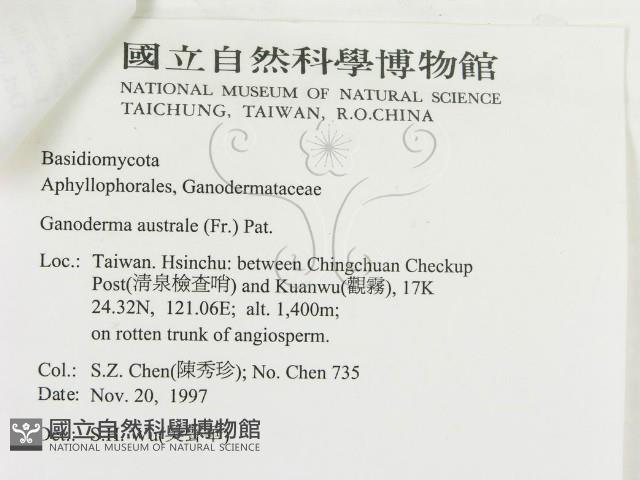 國立自然科學博物館
NATIONAL MUSEUM OF NATURAL SCIENCE
TAICHUNG, TAIWAN, R.O.CHINA
Basidiomycota
Aphyllophorales, Ganodermataceae
Ganoderma australe (Fr.) Pat.
Loc.: Taiwan. Hsinchu: between Chingchuan Checkup
Post(清泉檢查哨) and Kuanwu(觀霧), 17K
24.32N, 121.06E; alt. 1,400m;
on rotten trunk of angiosperm.
Col.: S.Z. Chen(陳秀珍); No. Chen 735
Date: Nov. 20, 1997
國立自然科學博物館
NATIONAL MUSEUM OF NATURAL SCIENCE